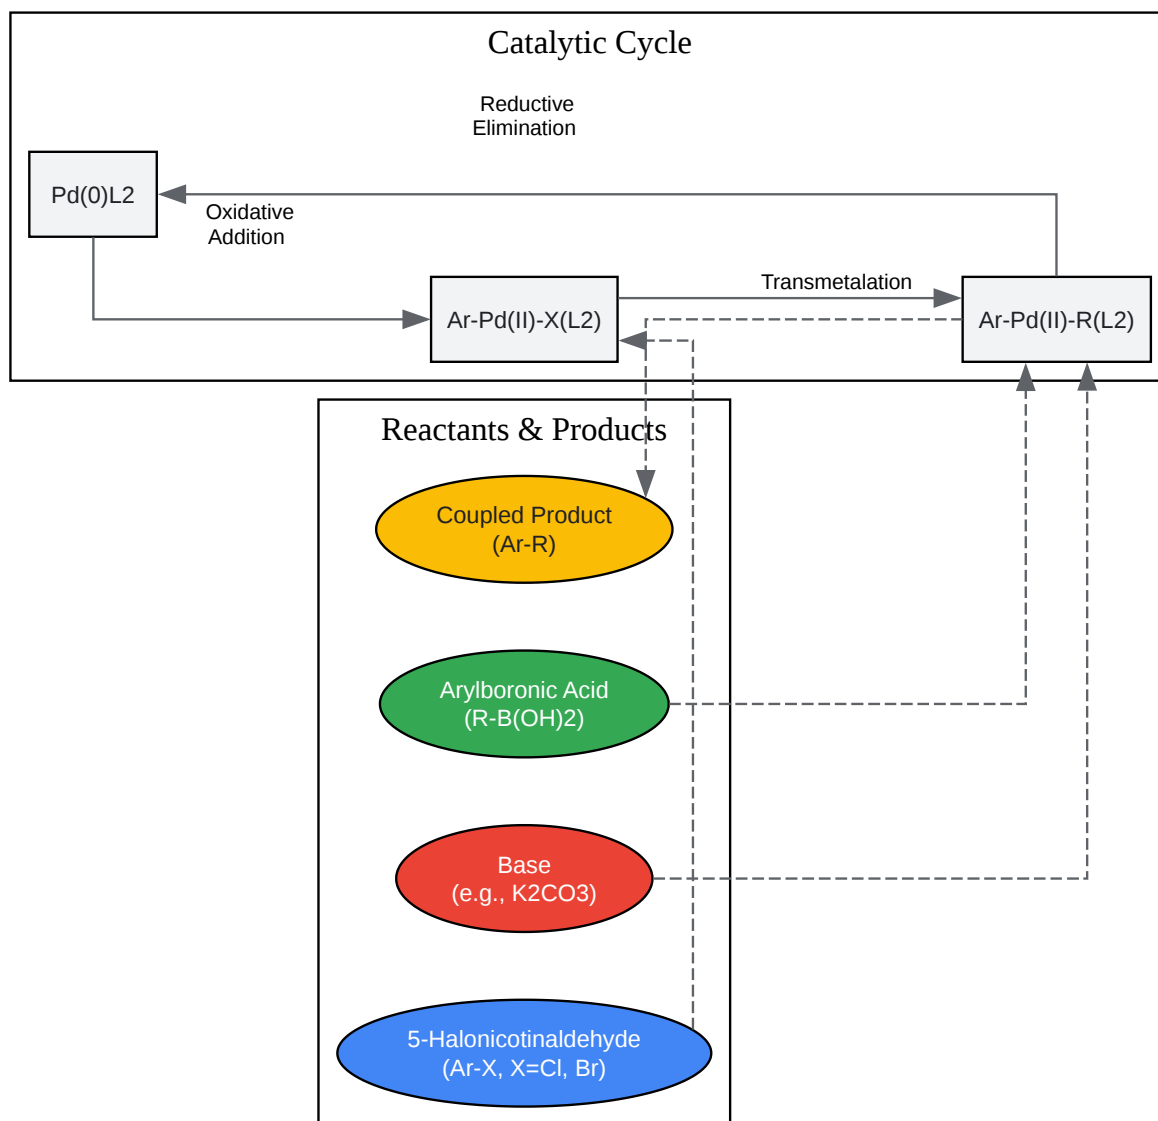 Catalytic Cycle
Reductive
Elimination
Pd(0)L2
Oxidative
Addition
Transmetalation
Ar-Pd(II)-X(L2)
Ar-Pd(II)-R(L2)
Reactants & Products
Coupled Product
(Ar-R)
Arylboronic Acid
(R-B(OH)2)
Base
(e.g., K2CO3)
5-Halonicotinaldehyde
(Ar-X, X=Cl, Br)